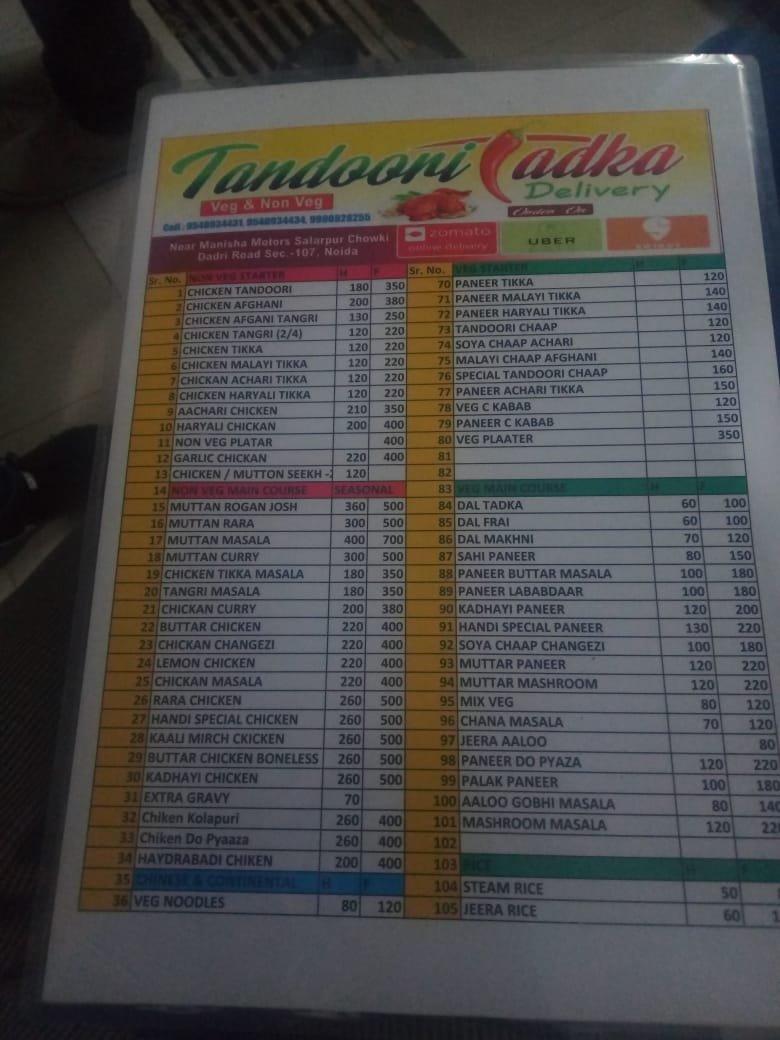 Tandoori Tadka
Delivery
Veg & Non Veg
Order On
Call : 9540934431, 9540934434, 9990928255
Near Manisha Motors Salarpur Chowki
Dadri Road Sec.-107, Noida
zomato
online delivery
UBER
SWIGGY
Sr. No. NON VEG STARTER H F
1 CHICKEN TANDOORI 180 350
2 CHICKEN AFGHANI 200 380
3 CHICKEN AFGANI TANGRI 130 250
4 CHICKEN TANGRI (2/4) 120 220
5 CHICKEN TIKKA 120 220
6 CHICKEN MALAYI TIKKA 120 220
7 CHICKAN ACHARI TIKKA 120 220
8 CHICKEN HARYALI TIKKA 120 220
9 AACHARI CHICKEN 210 350
10 HARYALI CHICKAN 200 400
11 NON VEG PLATAR 400
12 GARLIC CHICKAN 220 400
13 CHICKEN / MUTTON SEEKH -2 120
14 NON VEG MAIN COURSE SEASONAL
15 MUTTAN ROGAN JOSH 360 500
16 MUTTAN RARA 300 500
17 MUTTAN MASALA 400 700
18 MUTTAN CURRY 300 500
19 CHICKEN TIKKA MASALA 180 350
20 TANGRI MASALA 180 350
21 CHICKAN CURRY 200 380
22 BUTTAR CHICKEN 220 400
23 CHICKAN CHANGEZI 220 400
24 LEMON CHICKEN 220 400
25 CHICKAN MASALA 220 400
26 RARA CHICKEN 260 500
27 HANDI SPECIAL CHICKEN 260 500
28 KAALI MIRCH CKICKEN 260 500
29 BUTTAR CHICKEN BONELESS 260 500
30 KADHAYI CHICKEN 260 500
31 EXTRA GRAVY 70
32 Chiken Kolapuri 260 400
33 Chiken Do Pyaaza 260 400
34 HAYDRABADI CHIKEN 200 400
35 CHINESE & CONTINENTAL H F
36 VEG NOODLES 80 120
Sr. No. VEG STARTER H F
70 PANEER TIKKA 120
71 PANEER MALAYI TIKKA 140
72 PANEER HARYALI TIKKA 140
73 TANDOORI CHAAP 120
74 SOYA CHAAP ACHARI 120
75 MALAYI CHAAP AFGHANI 140
76 SPECIAL TANDOORI CHAAP 160
77 PANEER ACHARI TIKKA 150
78 VEG C KABAB 120
79 PANEER C KABAB 150
80 VEG PLAATER 350
81
82
83 VEG MAIN COURSE H F
84 DAL TADKA 60 100
85 DAL FRAI 60 100
86 DAL MAKHNI 70 120
87 SAHI PANEER 80 150
88 PANEER BUTTAR MASALA 100 180
89 PANEER LABABDAAR 100 180
90 KADHAYI PANEER 120 200
91 HANDI SPECIAL PANEER 130 220
92 SOYA CHAAP CHANGEZI 100 180
93 MUTTAR PANEER 120 220
94 MUTTAR MASHROOM 120 220
95 MIX VEG 80 120
96 CHANA MASALA 70 120
97 JEERA AALOO 80
98 PANEER DO PYAZA 120 220
99 PALAK PANEER 100 180
100 AALOO GOBHI MASALA 80 140
101 MASHROOM MASALA 120 22
102
103 RICE H
104 STEAM RICE 50
105 JEERA RICE 60 1